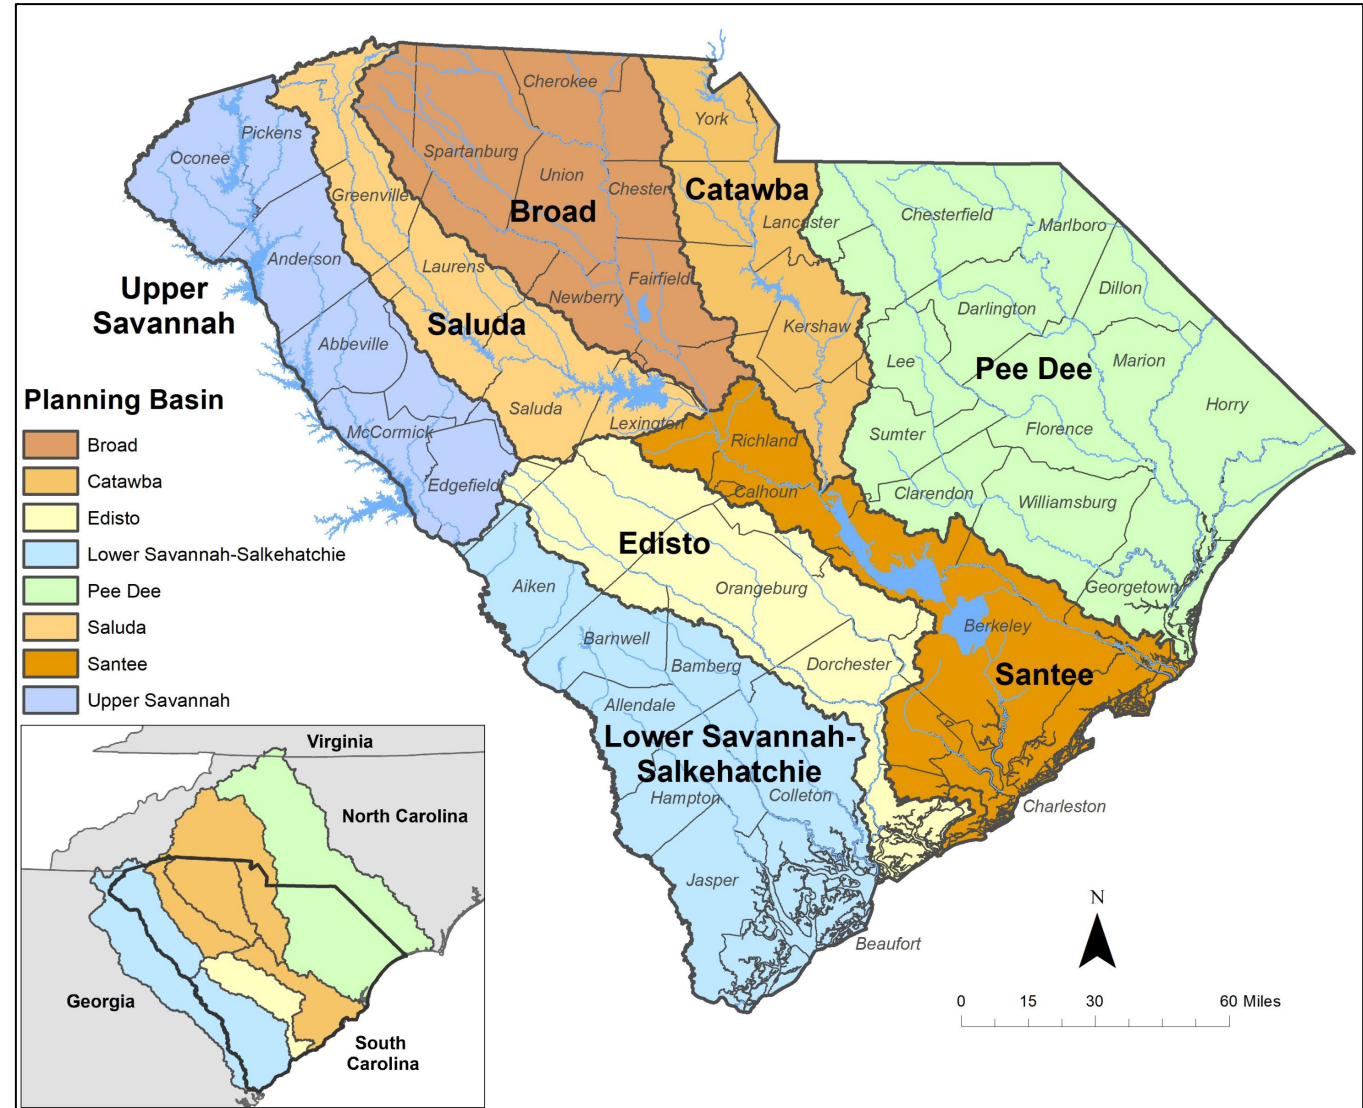 Cherokee
York
Pickens
Oconee
Spartanburg
Union
Chester
Catawba
Greenville
Broad
Lancaster
Chesterfield
Marlboro
Anderson
Laurens
Newberry
Fairfield
Upper
Savannah
Saluda
Kershaw
Darlington
Dillon
Abbeville
Lee
Pee Dee
Marion
Horry
Planning Basin
Broad
Catawba
Edisto
Lower Savannah-Salkehatchie
Pee Dee
Saluda
Santee
Upper Savannah
Saluda
McCormick
Lexington
Richland
Sumter
Florence
Edgefield
Calhoun
Clarendon
Williamsburg
Edisto
Aiken
Orangeburg
Georgetown
Barnwell
Bamberg
Dorchester
Berkeley
Santee
Allendale
Lower Savannah-
Salkehatchie
Hampton
Colleton
Charleston
Jasper
Beaufort
Virginia
North Carolina
Georgia
South
Carolina
N
0 15 30 60 Miles